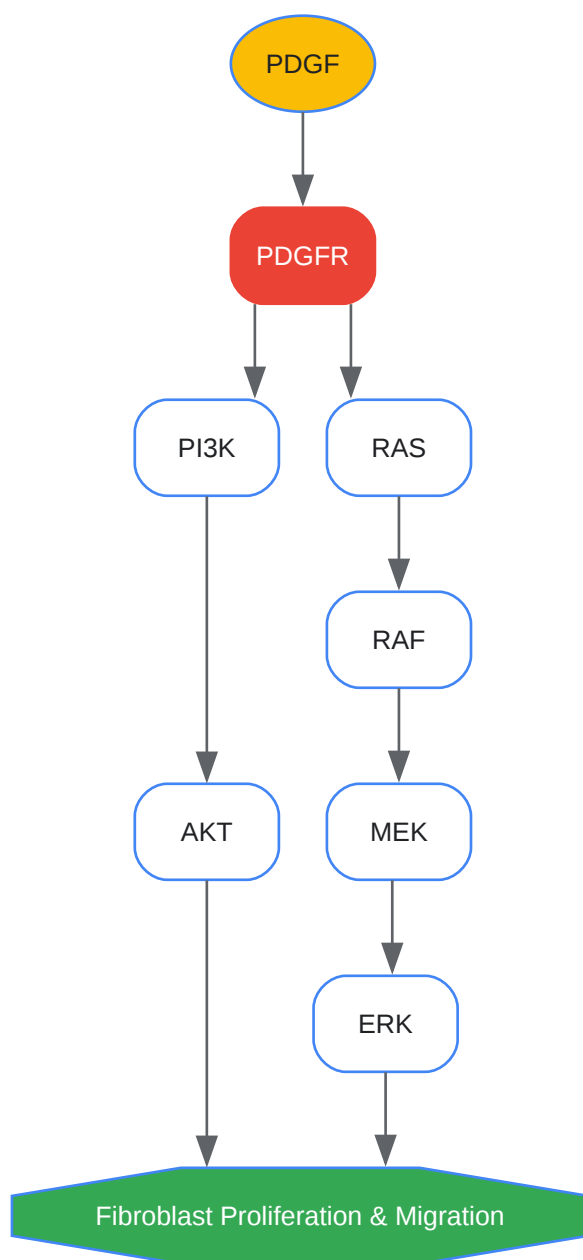 PDGF
PDGFR
PI3K
RAS
RAF
AKT
MEK
ERK
Fibroblast Proliferation & Migration